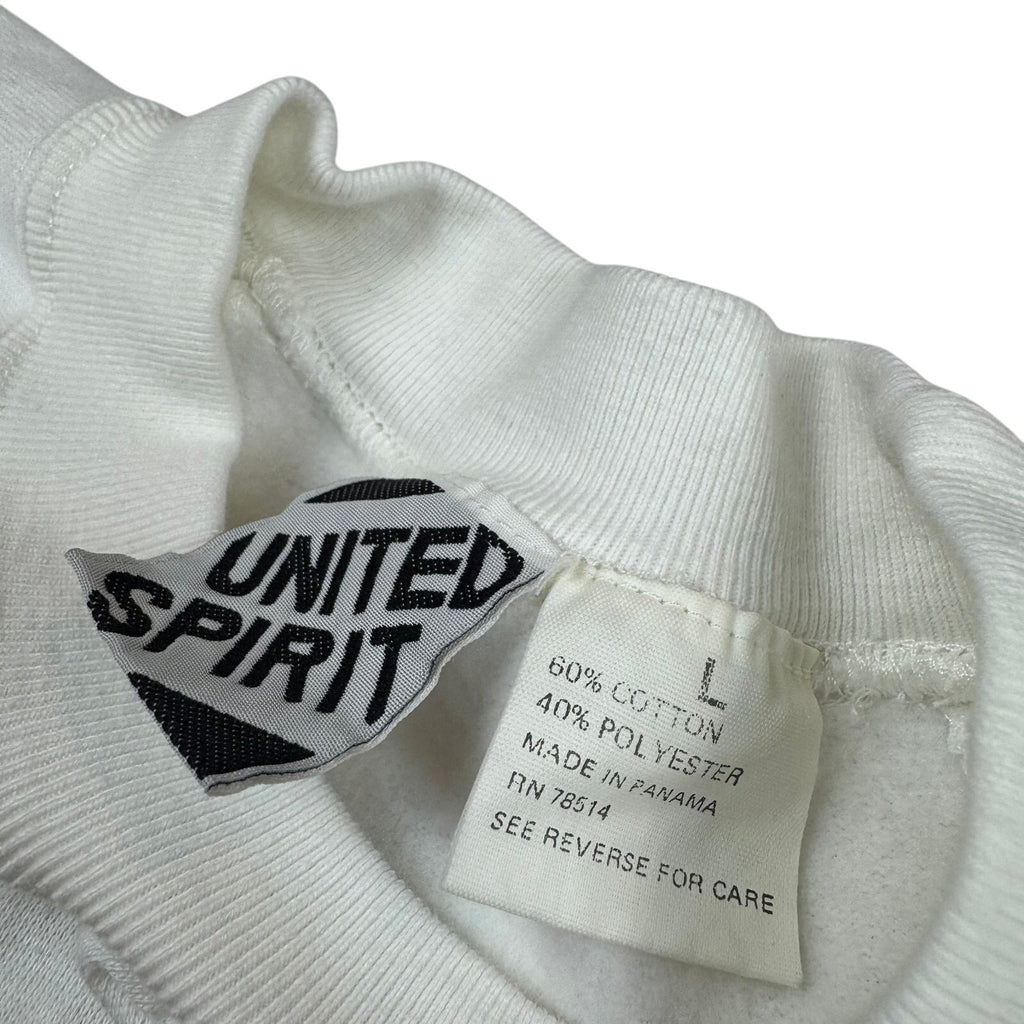 UNITED
SPIRIT
L
60% COTTON
40% POLYESTER
MADE IN PANAMA
RN 78514
SEE REVERSE FOR CARE